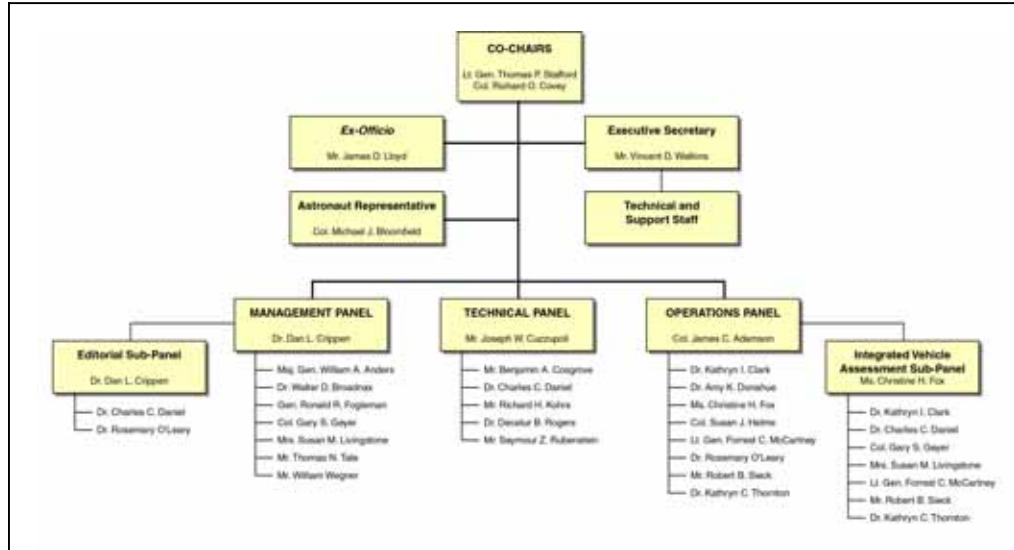 CO-CHAIRS
Lt. Gen. Thomas P. Stafford
Col. Richard O. Covey
Ex-Officio
Mr. James D. Lloyd
Executive Secretary
Mr. Vincent D. Watkins
Astronaut Representative
Col. Michael J. Bloomfield
Technical and
Support Staff
MANAGEMENT PANEL
Dr. Dan L. Crippen
TECHNICAL PANEL
Mr. Joseph W. Cuzzupoli
OPERATIONS PANEL
Col. James C. Adamson
Editorial Sub-Panel
Dr. Dan L. Crippen
Integrated Vehicle
Assessment Sub-Panel
Ms. Christine H. Fox
Dr. Charles C. Daniel
Dr. Rosemary O'Leary
Maj. Gen. William A. Anders
Dr. Walter D. Broadnax
Gen. Ronald R. Fogleman
Col. Gary S. Geyer
Mrs. Susan M. Livingstone
Mr. Thomas N. Tate
Mr. William Wegner
Mr. Benjamin A. Cosgrove
Dr. Charles C. Daniel
Mr. Richard H. Kohrs
Dr. Decatur B. Rogers
Mr. Seymour Z. Rubenstein
Dr. Kathryn I. Clark
Dr. Amy K. Donahue
Ms. Christine H. Fox
Col. Susan J. Helms
Lt. Gen. Forrest C. McCartney
Dr. Rosemary O'Leary
Mr. Robert B. Sieck
Dr. Kathryn C. Thornton
Dr. Kathryn I. Clark
Dr. Charles C. Daniel
Col. Gary S. Geyer
Mrs. Susan M. Livingstone
Lt. Gen. Forrest C. McCartney
Mr. Robert B. Sieck
Dr. Kathryn C. Thornton